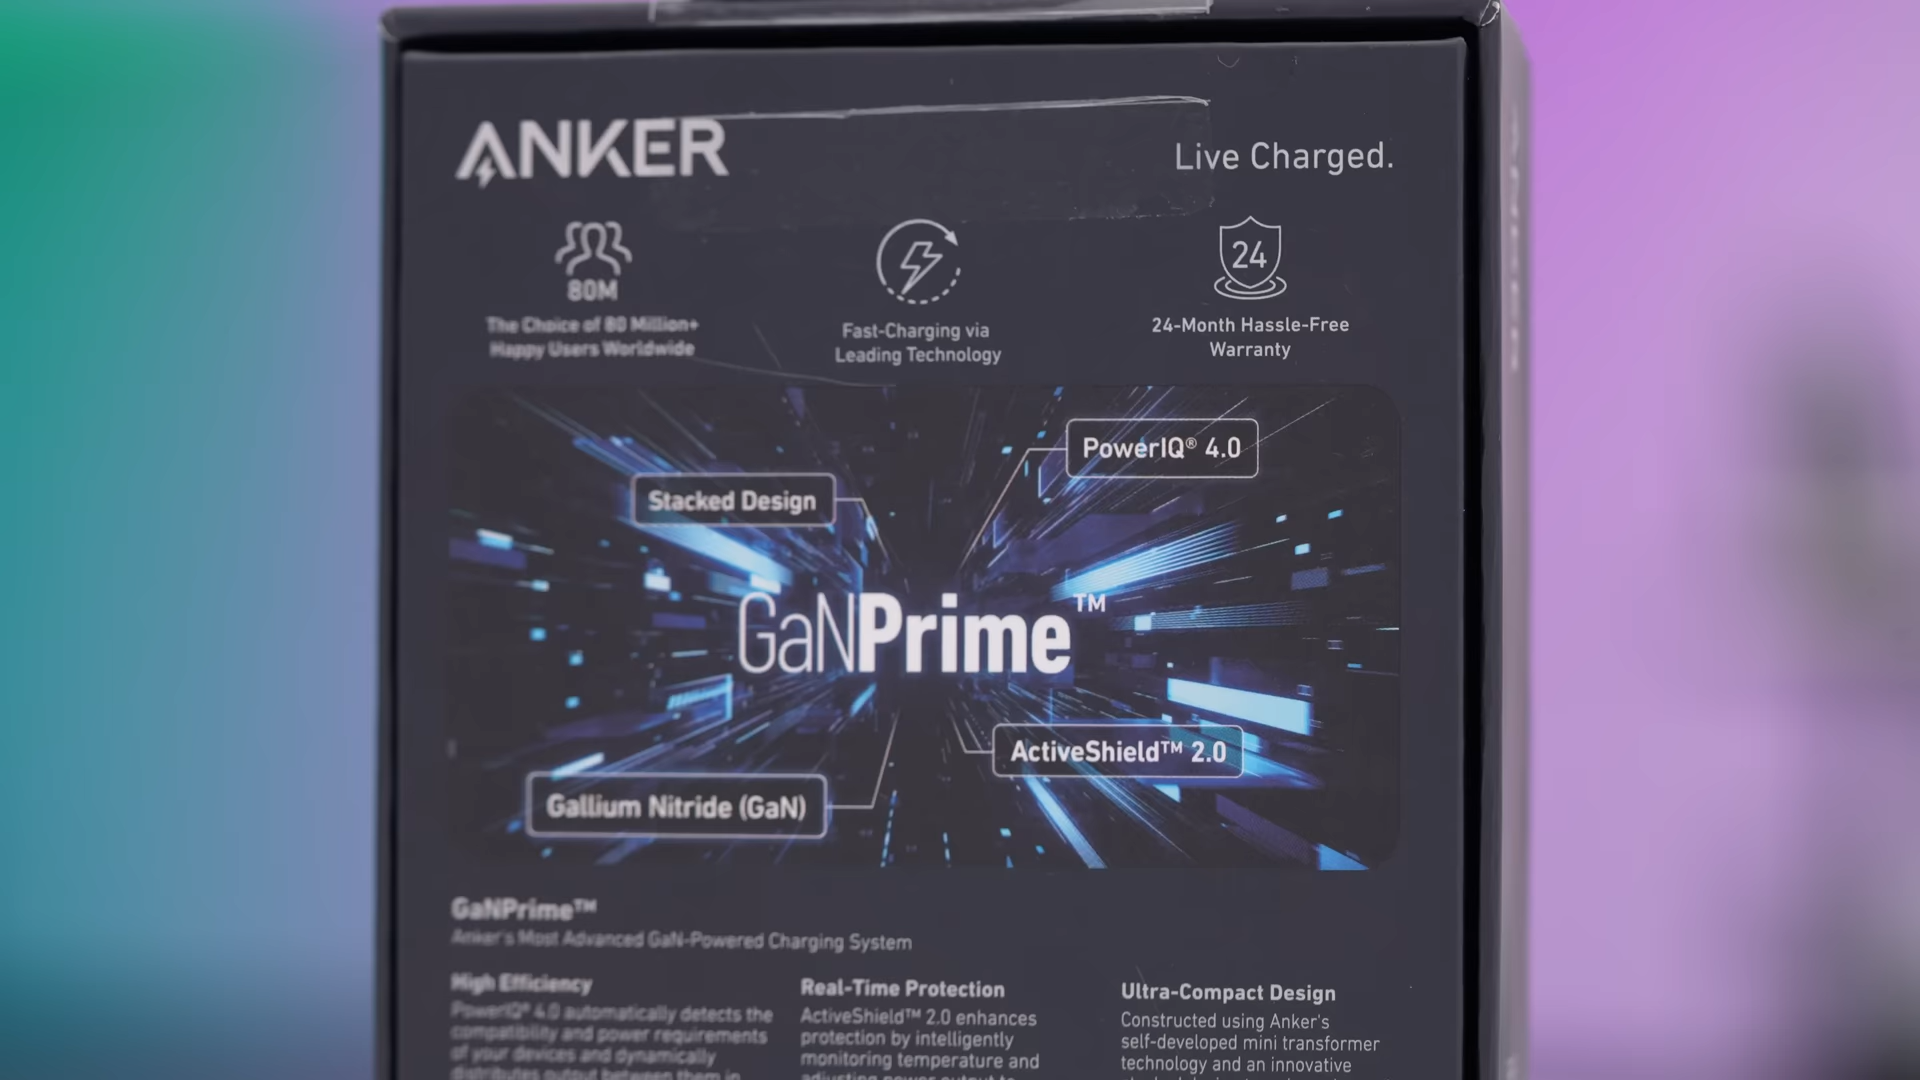 ANKER
Live Charged.
80M
The Choice of 80 Million+
Happy Users Worldwide
Fast-Charging via
Leading Technology
24
24-Month Hassle-Free
Warranty
PowerIQ® 4.0
Stacked Design
GaNPrime™
ActiveShield™ 2.0
Gallium Nitride (GaN)
GaNPrime™
Anker's Most Advanced GaN-Powered Charging System
High Efficiency
PowerIQ® 4.0 automatically detects the
compatibility and power requirements
of your devices and dynamically
distributes output between them in
Real-Time Protection
ActiveShield™ 2.0 enhances
protection by intelligently
monitoring temperature and
adjusting power output to
Ultra-Compact Design
Constructed using Anker's
self-developed mini transformer
technology and an innovative